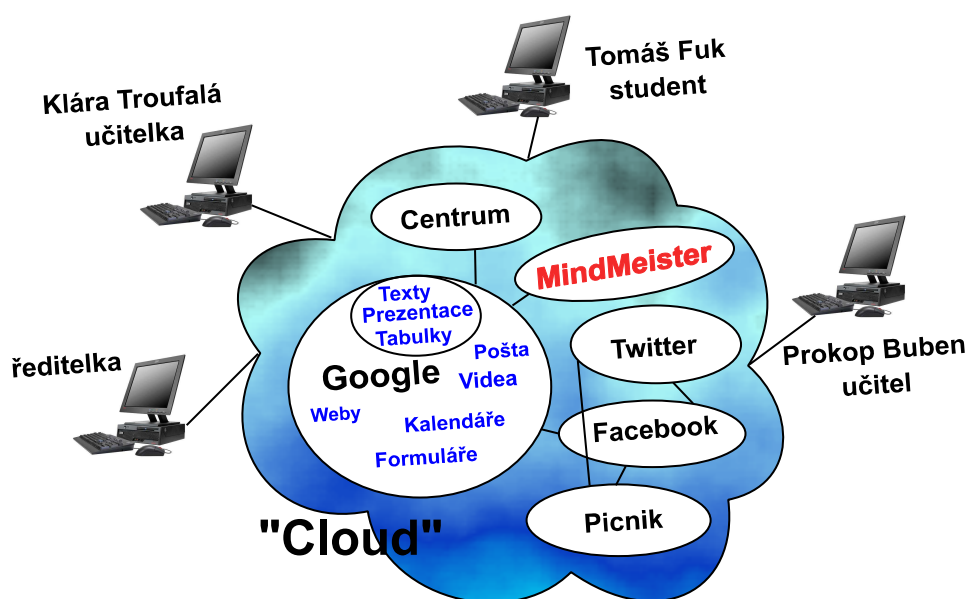 Tomáš Fuk
student
Klára Troufalá
učitelka
Centrum
MindMeister
Texty
Prezentace
Tabulky
Pošta
Google
Videa
Weby
Kalendáře
Formuláře
Twitter
Facebook
Picnik
Prokop Buben
učitel
ředitelka
"Cloud"